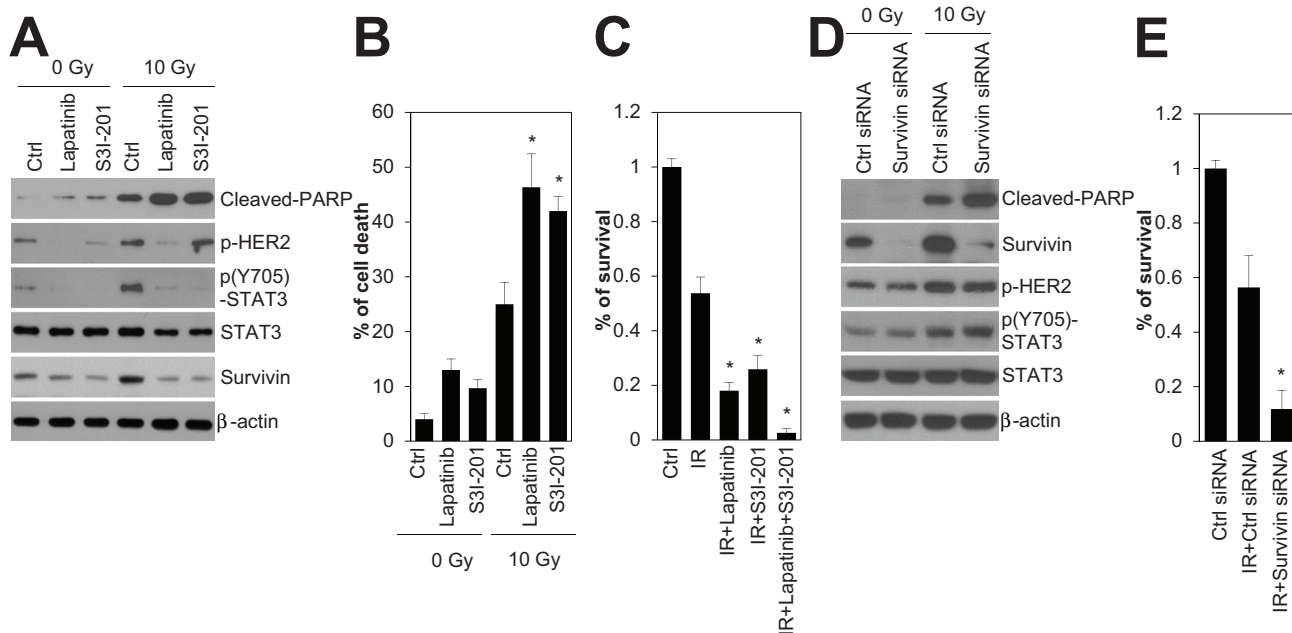 A
0 Gy
10 Gy
Ctrl
Lapatinib
S3I-201
Ctrl
Lapatinib
S3I-201
Cleaved-PARP
p-HER2
p(Y705)
-STAT3
STAT3
Survivin
β-actin
B
% of cell death
60
50
40
30
20
10
0
*
*
Ctrl
Lapatinib
S3I-201
Ctrl
Lapatinib
S3I-201
0 Gy
10 Gy
C
% of survival
1.2
1
0.8
0.6
0.4
0.2
0
*
*
*
Ctrl
IR
IR+Lapatinib
IR+S3I-201
IR+Lapatinib+S3I-201
D
0 Gy
10 Gy
Ctrl siRNA
Survivin siRNA
Ctrl siRNA
Survivin siRNA
Cleaved-PARP
Survivin
p-HER2
p(Y705)-
STAT3
STAT3
β-actin
E
% of survival
1.2
1
0.8
0.6
0.4
0.2
0
*
Ctrl siRNA
IR+Ctrl siRNA
IR+Survivin siRNA